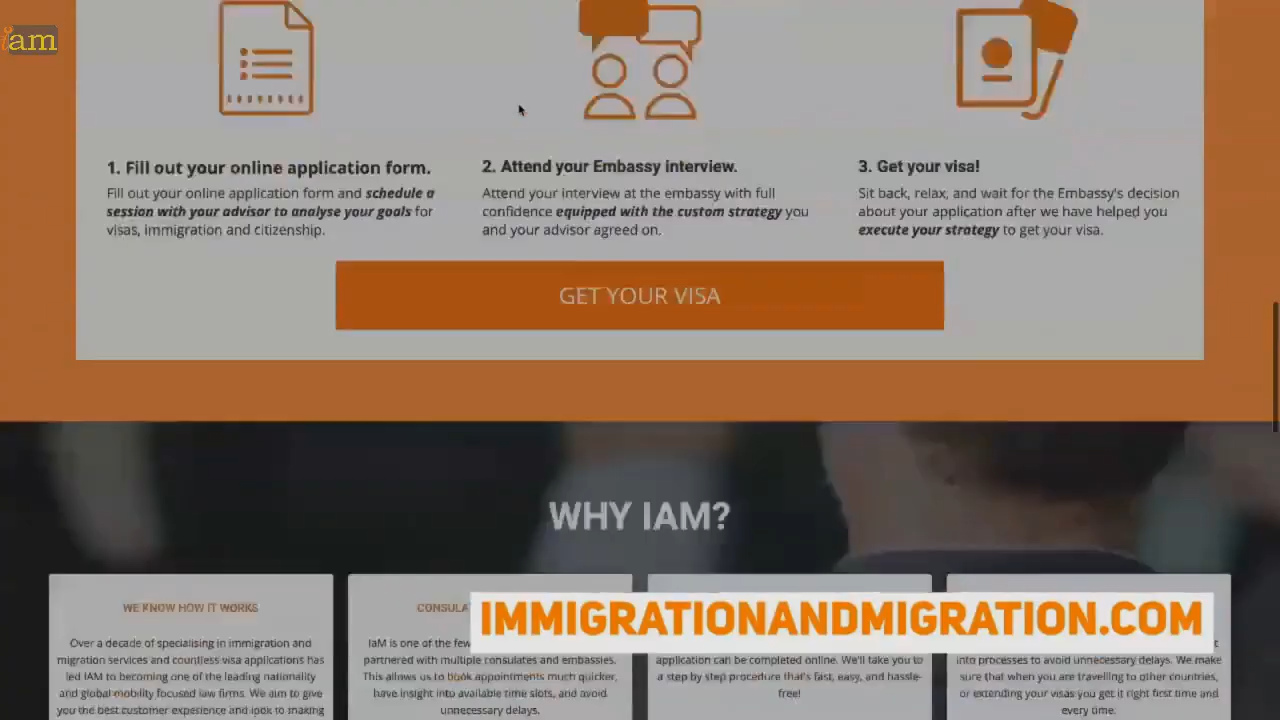 iam
1. Fill out your online application form.
Fill out your online application form and schedule a
session with your advisor to analyse your goals for
visas, immigration and citizenship.
2. Attend your Embassy interview.
Attend your interview at the embassy with full
confidence equipped with the custom strategy you
and your advisor agreed on.
3. Get your visa!
Sit back, relax, and wait for the Embassy's decision
about your application after we have helped you
execute your strategy to get your visa.
GET YOUR VISA
WHY IAM?
WE KNOW HOW IT WORKS
Over a decade of specialising in immigration and
migration services and countless visa applications has
led IAM to becoming one of the leading nationality
and global mobility focused law firms. We aim to give
you the best customer experience and look to making
IaM is one of the few
partnered with multiple consulates and embassies.
This allows us to book appointments much quicker,
have insight into available time slots, and avoid
unnecessary delays.
IMMIGRATIONANDMIGRATION.COM
application can be completed online. We'll take you to
a step by step procedure that's fast, easy, and hassle-
free!
into processes to avoid unnecessary delays. We make
sure that when you are travelling to other countries,
or extending your visas you get it right first time and
every time.